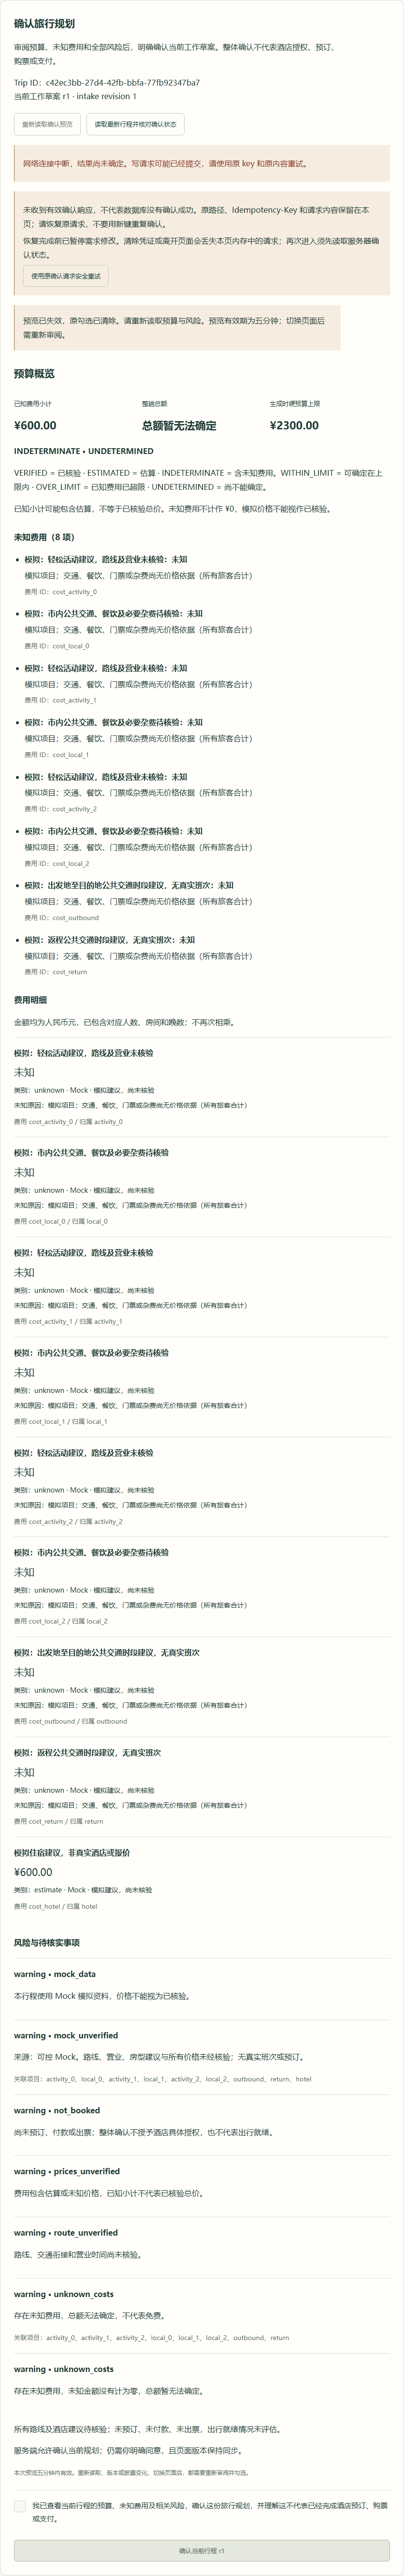 确认旅行规划
审阅预算、未知费用和全部风险后，明确确认当前工作草案。整体确认不代表酒店授权、预订、
购票或支付。
Trip ID：c42ec3bb-27d4-42fb-bbfa-77fb92347ba7
当前工作草案 r1 · intake revision 1
重新读取确认预览
读取最新行程并核对确认状态
网络连接中断，结果尚未确定。写请求可能已经提交，请使用原 key 和原内容重试。
未收到有效确认响应，不代表数据库没有确认成功。原路径、Idempotency-Key 和请求内容保留在本
页；请恢复原请求，不要用新键重复确认。
恢复完成前已暂停需求修改。清除凭证或离开页面会丢失本页内存中的请求；再次进入须先读取服务器确
认状态。
使用原确认请求安全重试
预览已失效，原勾选已清除。请重新读取预算与风险。预览有效期为五分钟；切换页面后
需重新审阅。
预算概览
已知费用小计
整趟总额
生成时硬预算上限
¥600.00
总额暂无法确定
¥2300.00
INDETERMINATE • UNDETERMINED
VERIFIED = 已核验 · ESTIMATED = 估算 · INDETERMINATE = 含未知费用。WITHIN_LIMIT = 可确定在上
限内 · OVER_LIMIT = 已知费用已超限 · UNDETERMINED = 尚不能确定。
已知小计可能包含估算，不等于已核验总价。未知费用不计作 ¥0，模拟价格不能视作已核验。
未知费用（8 项）
模拟：轻松活动建议，路线及营业未核验：未知
模拟项目；交通、餐饮、门票或杂费尚无价格依据（所有旅客合计）
费用 ID：cost_activity_0
模拟：市内公共交通、餐饮及必要杂费待核验：未知
模拟项目；交通、餐饮、门票或杂费尚无价格依据（所有旅客合计）
费用 ID：cost_local_0
模拟：轻松活动建议，路线及营业未核验：未知
模拟项目；交通、餐饮、门票或杂费尚无价格依据（所有旅客合计）
费用 ID：cost_activity_1
模拟：市内公共交通、餐饮及必要杂费待核验：未知
模拟项目；交通、餐饮、门票或杂费尚无价格依据（所有旅客合计）
费用 ID：cost_local_1
模拟：轻松活动建议，路线及营业未核验：未知
模拟项目；交通、餐饮、门票或杂费尚无价格依据（所有旅客合计）
费用 ID：cost_activity_2
模拟：市内公共交通、餐饮及必要杂费待核验：未知
模拟项目；交通、餐饮、门票或杂费尚无价格依据（所有旅客合计）
费用 ID：cost_local_2
模拟：出发地至目的地公共交通时段建议，无真实班次：未知
模拟项目；交通、餐饮、门票或杂费尚无价格依据（所有旅客合计）
费用 ID：cost_outbound
模拟：返程公共交通时段建议，无真实班次：未知
模拟项目；交通、餐饮、门票或杂费尚无价格依据（所有旅客合计）
费用 ID：cost_return
费用明细
金额均为人民币元，已包含对应人数、房间和晚数；不再次相乘。
模拟：轻松活动建议，路线及营业未核验
未知
类别：unknown · Mock · 模拟建议，尚未核验
未知原因：模拟项目；交通、餐饮、门票或杂费尚无价格依据（所有旅客合计）
费用 cost_activity_0 / 归属 activity_0
模拟：市内公共交通、餐饮及必要杂费待核验
未知
类别：unknown · Mock · 模拟建议，尚未核验
未知原因：模拟项目；交通、餐饮、门票或杂费尚无价格依据（所有旅客合计）
费用 cost_local_0 / 归属 local_0
模拟：轻松活动建议，路线及营业未核验
未知
类别：unknown · Mock · 模拟建议，尚未核验
未知原因：模拟项目；交通、餐饮、门票或杂费尚无价格依据（所有旅客合计）
费用 cost_activity_1 / 归属 activity_1
模拟：市内公共交通、餐饮及必要杂费待核验
未知
类别：unknown · Mock · 模拟建议，尚未核验
未知原因：模拟项目；交通、餐饮、门票或杂费尚无价格依据（所有旅客合计）
费用 cost_local_1 / 归属 local_1
模拟：轻松活动建议，路线及营业未核验
未知
类别：unknown · Mock · 模拟建议，尚未核验
未知原因：模拟项目；交通、餐饮、门票或杂费尚无价格依据（所有旅客合计）
费用 cost_activity_2 / 归属 activity_2
模拟：市内公共交通、餐饮及必要杂费待核验
未知
类别：unknown · Mock · 模拟建议，尚未核验
未知原因：模拟项目；交通、餐饮、门票或杂费尚无价格依据（所有旅客合计）
费用 cost_local_2 / 归属 local_2
模拟：出发地至目的地公共交通时段建议，无真实班次
未知
类别：unknown · Mock · 模拟建议，尚未核验
未知原因：模拟项目；交通、餐饮、门票或杂费尚无价格依据（所有旅客合计）
费用 cost_outbound / 归属 outbound
模拟：返程公共交通时段建议，无真实班次
未知
类别：unknown · Mock · 模拟建议，尚未核验
未知原因：模拟项目；交通、餐饮、门票或杂费尚无价格依据（所有旅客合计）
费用 cost_return / 归属 return
模拟住宿建议，非真实酒店或报价
¥600.00
类别：estimate · Mock · 模拟建议，尚未核验
费用 cost_hotel / 归属 hotel
风险与待核实事项
warning • mock_data
本行程使用 Mock 模拟资料，价格不能视为已核验。
warning • mock_unverified
来源：可控 Mock。路线、营业、房型建议与所有价格未经核验；无真实班次或预订。
关联项目：activity_0、local_0、activity_1、local_1、activity_2、local_2、outbound、return、hotel
warning • not_booked
尚未预订、付款或出票；整体确认不授予酒店具体授权，也不代表出行就绪。
warning • prices_unverified
费用包含估算或未知价格，已知小计不代表已核验总价。
warning • route_unverified
路线、交通衔接和营业时间尚未核验。
warning • unknown_costs
存在未知费用，总额无法确定，不代表免费。
关联项目：activity_0、activity_1、activity_2、local_0、local_1、local_2、outbound、return
warning • unknown_costs
存在未知费用，未知金额没有计为零，总额暂无法确定。
所有路线及酒店建议待核验；未预订、未付款、未出票，出行就绪情况未评估。
服务端允许确认当前规划；仍需你明确同意，且页面版本保持同步。
本次预览五分钟内有效。重新读取、版本或披露变化、切换页面后，都需要重新审阅并勾选。
我已查看当前行程的预算、未知费用及相关风险，确认这份旅行规划，并理解这不代表已经完成酒店预订、购票
或支付。
确认当前行程 r1